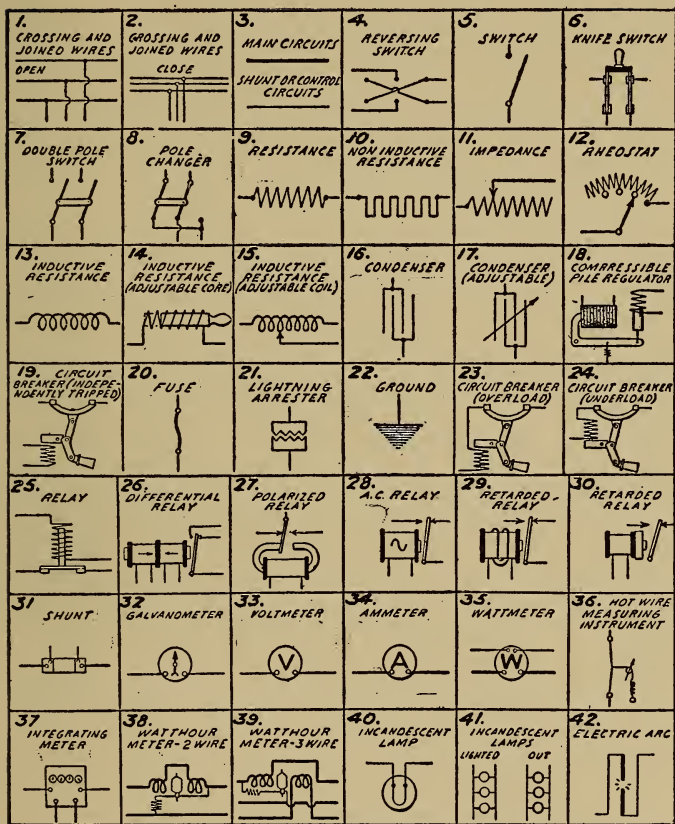 1.
CROSSING AND
JOINED WIRES
OPEN
2.
CROSSING AND
JOINED WIRES
CLOSE
3.
MAIN CIRCUITS
SHUNT OR CONTROL
CIRCUITS
4.
REVERSING
SWITCH
5.
SWITCH
6.
KNIFE SWITCH
7.
DOUBLE POLE
SWITCH
8.
POLE
CHANGER
9.
RESISTANCE
10.
NON INDUCTIVE
RESISTANCE
11.
IMPEDANCE
12.
RHEOSTAT
13.
INDUCTIVE
RESISTANCE
14.
INDUCTIVE
RESISTANCE
(ADJUSTABLE CORE)
15.
INDUCTIVE
RESISTANCE
(ADJUSTABLE COIL)
16.
CONDENSER
17.
CONDENSER
(ADJUSTABLE)
18.
COMRRESSIBLE
PILE REGULATOR
19. CIRCUIT
BREAKER (INDEPE-
NDENTLY TRIPPED)
20.
FUSE
21.
LIGHTNING
ARRESTER
22.
GROUND
23.
CIRCUIT BREAKER
(OVERLOAD)
24.
CIRCUIT BREAKER
(UNDERLOAD)
25.
RELAY
26.
DIFFERENTIAL
RELAY
27.
POLARIZED
RELAY
28.
A.C. RELAY
29.
RETARDED
RELAY
30.
RETARDED
RELAY
31
SHUNT
32
GALVANOMETER
33.
VOLTMETER
V
34.
AMMETER
A
35.
WATTMETER
W
36. HOT WIRE
MEASURING
INSTRUMENT
37
INTEGRATING
METER
38.
WATTHOUR
METER-2 WIRE
39.
WATTHOUR
METER-3 WIRE
40.
INCANDESCENT
LAMP
41.
INCANDESCENT
LAMPS
LIGHTED OUT
42.
ELECTRIC ARC